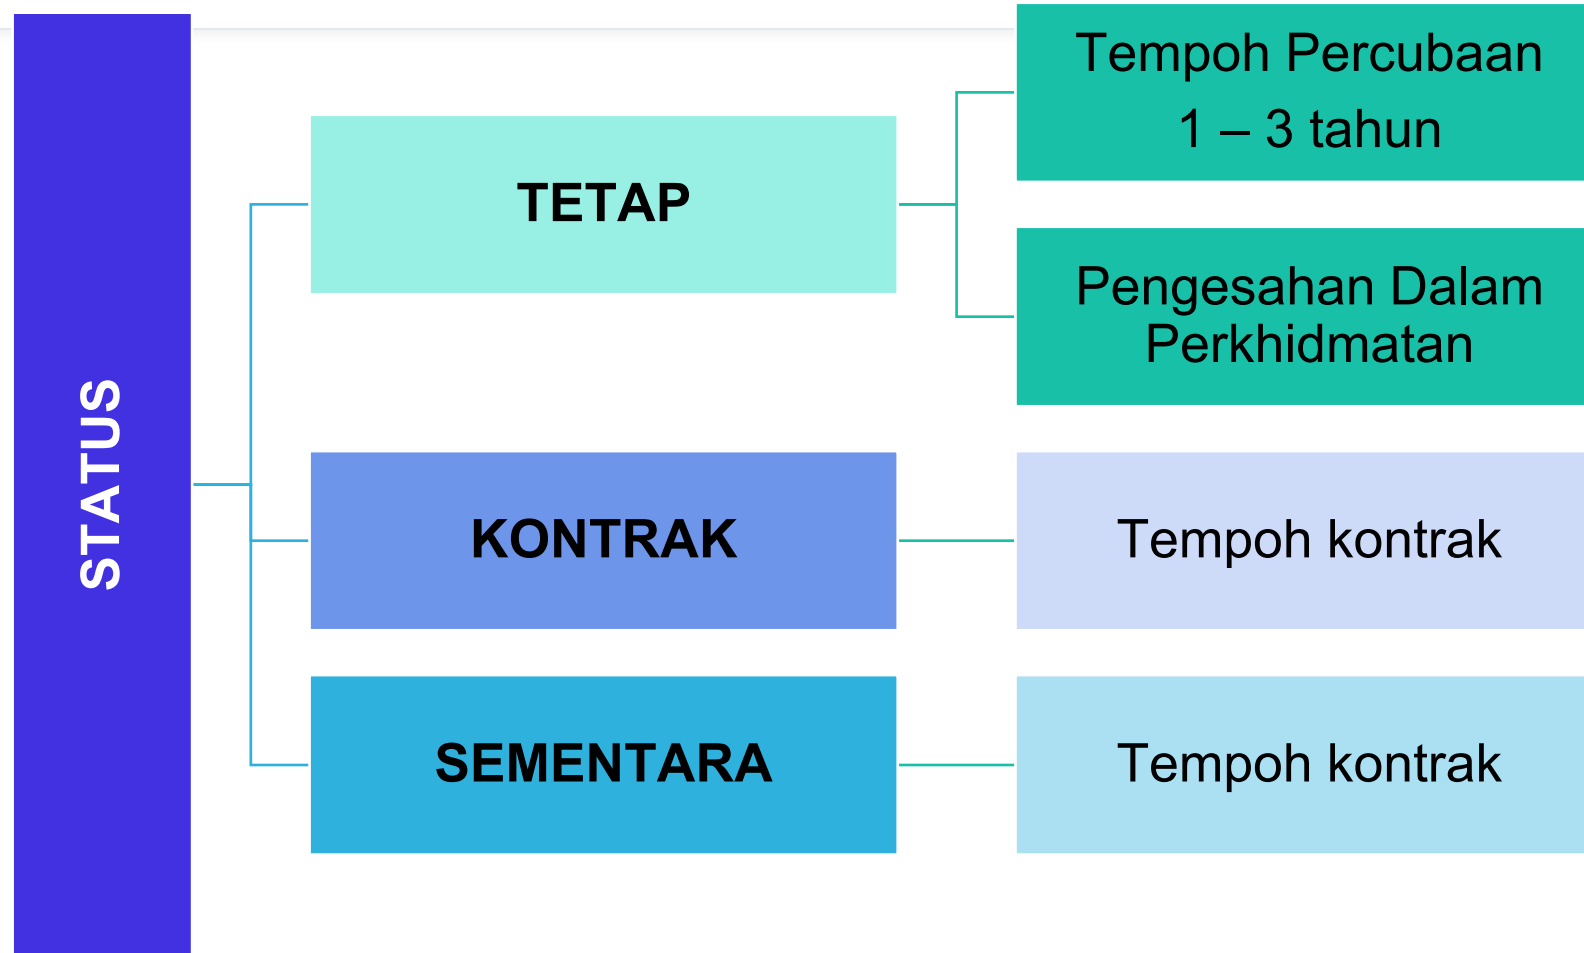 STATUS
TETAP
Tempoh Percubaan
1 – 3 tahun
Pengesahan Dalam
Perkhidmatan
KONTRAK
Tempoh kontrak
SEMENTARA
Tempoh kontrak